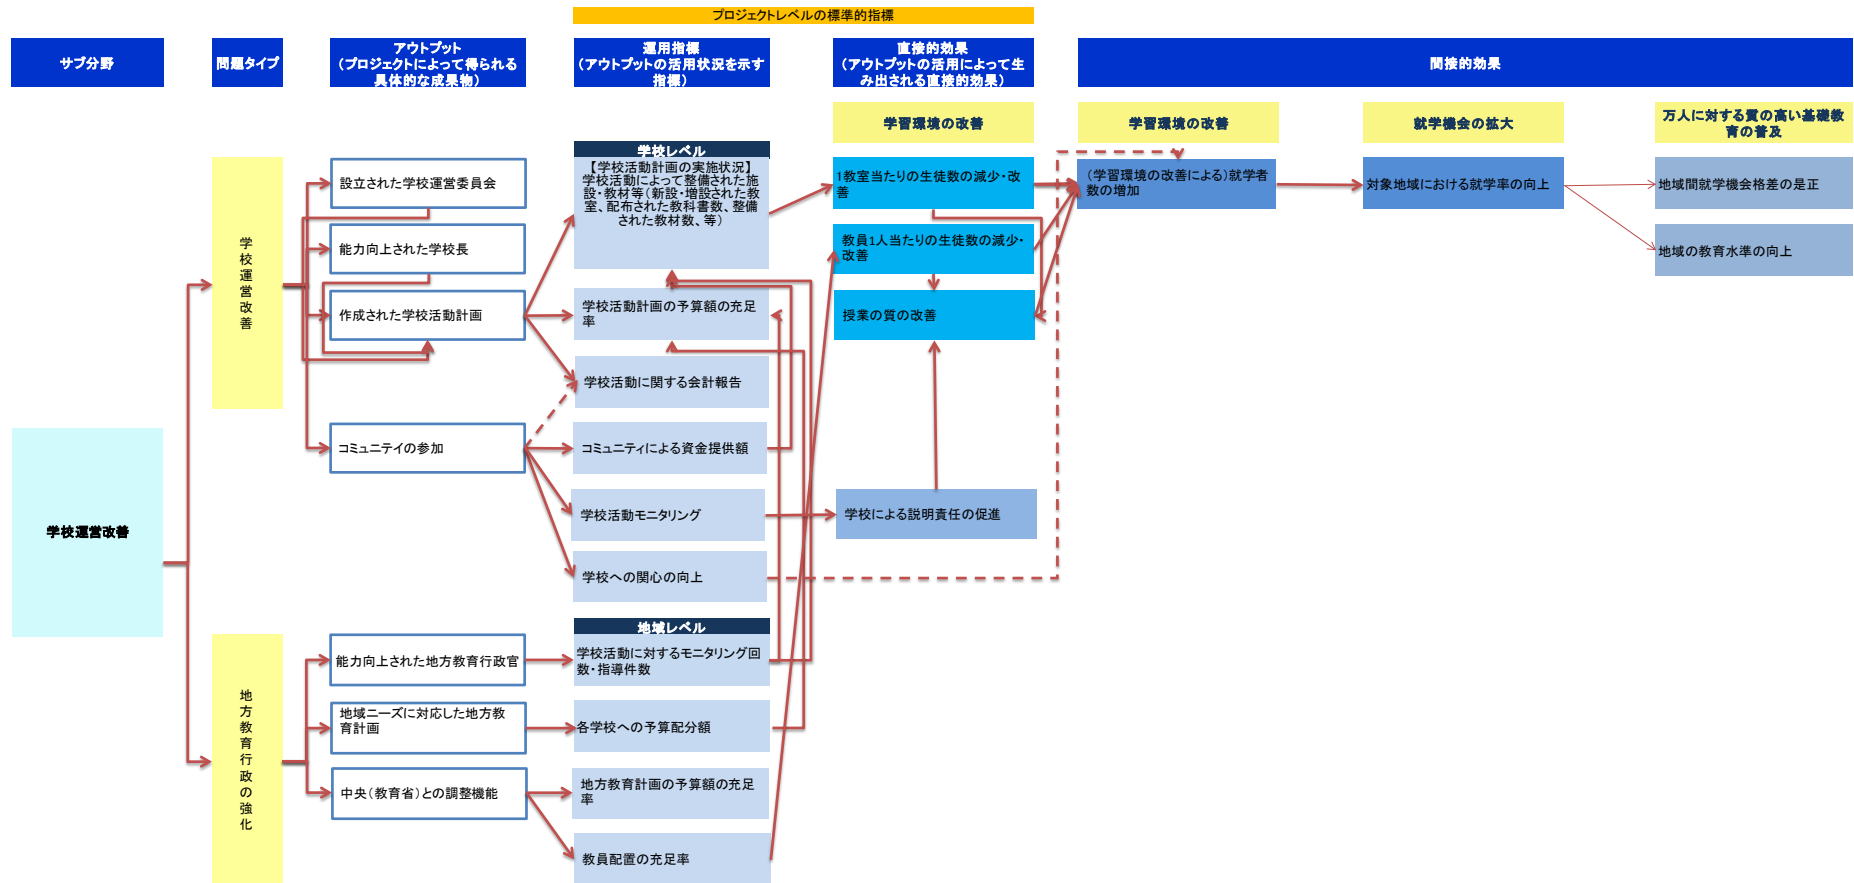 プロジェクトレベルの標準的指標
サブ分野
問題タイプ
アウトプット
（プロジェクトによって得られる
具体的な成果物）
運用指標
（アウトプットの活用状況を示す
指標）
直接的効果
（アウトプットの活用によって生
み出される直接的効果）
間接的効果
学習環境の改善
学習環境の改善
就学機会の拡大
万人に対する質の高い基礎教
育の普及
学校運営改善
学校運営改善
地方教育行政の強化
設立された学校運営委員会
能力向上された学校長
作成された学校活動計画
コミュニテイの参加
能力向上された地方教育行政官
地域ニーズに対応した地方教
育計画
中央（教育省）との調整機能
学校レベル
【学校活動計画の実施状況】
学校活動によって整備された施
設・教材等（新設・増設された教
室、配布された教科書数、整備
された教材数、等）
学校活動計画の予算額の充足
率
学校活動に関する会計報告
コミュニティによる資金提供額
学校活動モニタリング
学校への関心の向上
地域レベル
学校活動に対するモニタリング回
数・指導件数
各学校への予算配分額
地方教育計画の予算額の充足
率
教員配置の充足率
1教室当たりの生徒数の減少・改
善
教員1人当たりの生徒数の減少・
改善
授業の質の改善
学校による説明責任の促進
（学習環境の改善による）就学者
数の増加
対象地域における就学率の向上
地域間就学機会格差の是正
地域の教育水準の向上